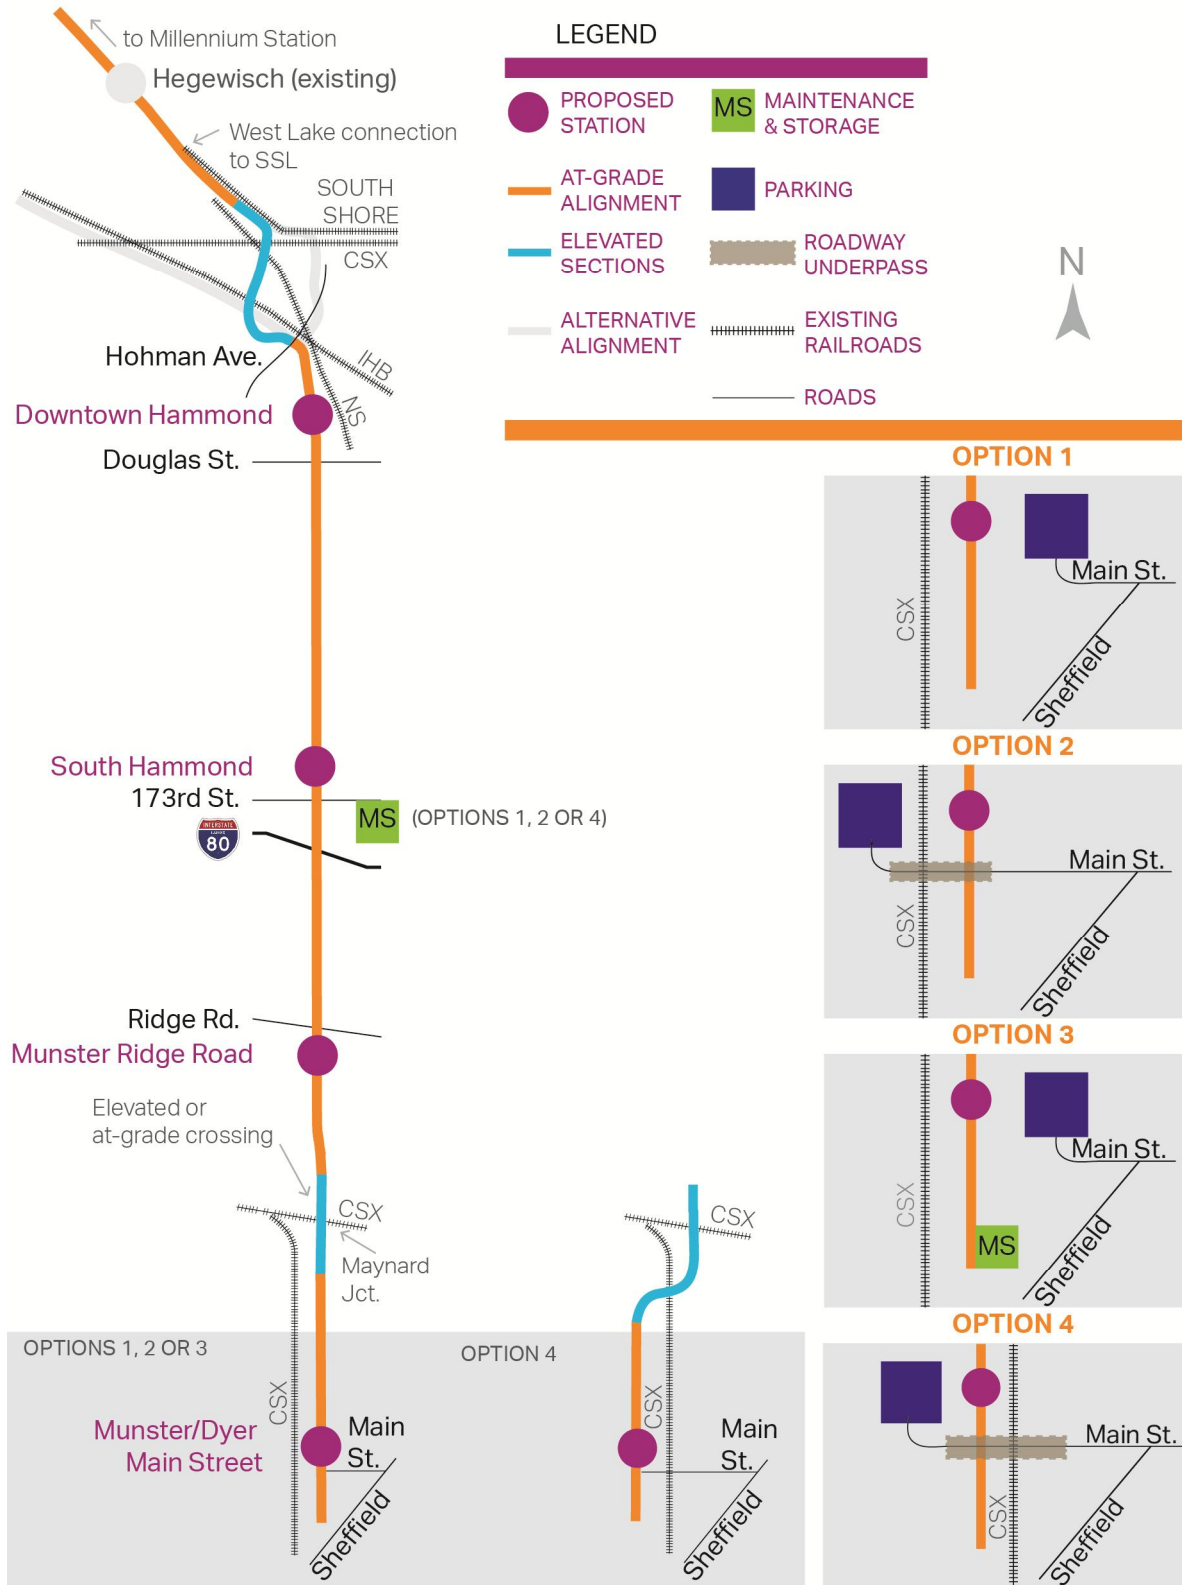 to Millennium Station
Hegewisch (existing)
West Lake connection
to SSL
SOUTH
SHORE
CSX
Hohman Ave.
IHB
NS
Downtown Hammond
Douglas St.
South Hammond
173rd St.
MS
(OPTIONS 1, 2 OR 4)
INTERSTATE
80
Ridge Rd.
Munster Ridge Road
Elevated or
at-grade crossing
CSX
Maynard
Jct.
OPTIONS 1, 2 OR 3
CSX
Munster/Dyer
Main Street
Main
St.
Sheffield
CSX
OPTION 4
CSX
Main
St.
Sheffield
LEGEND
PROPOSED
STATION
MS
MAINTENANCE
& STORAGE
AT-GRADE
ALIGNMENT
PARKING
ELEVATED
SECTIONS
ROADWAY
UNDERPASS
ALTERNATIVE
ALIGNMENT
EXISTING
RAILROADS
ROADS
N
OPTION 1
CSX
Main St.
Sheffield
OPTION 2
CSX
Main St.
Sheffield
OPTION 3
CSX
Main St.
MS
Sheffield
OPTION 4
CSX
Main St.
Sheffield